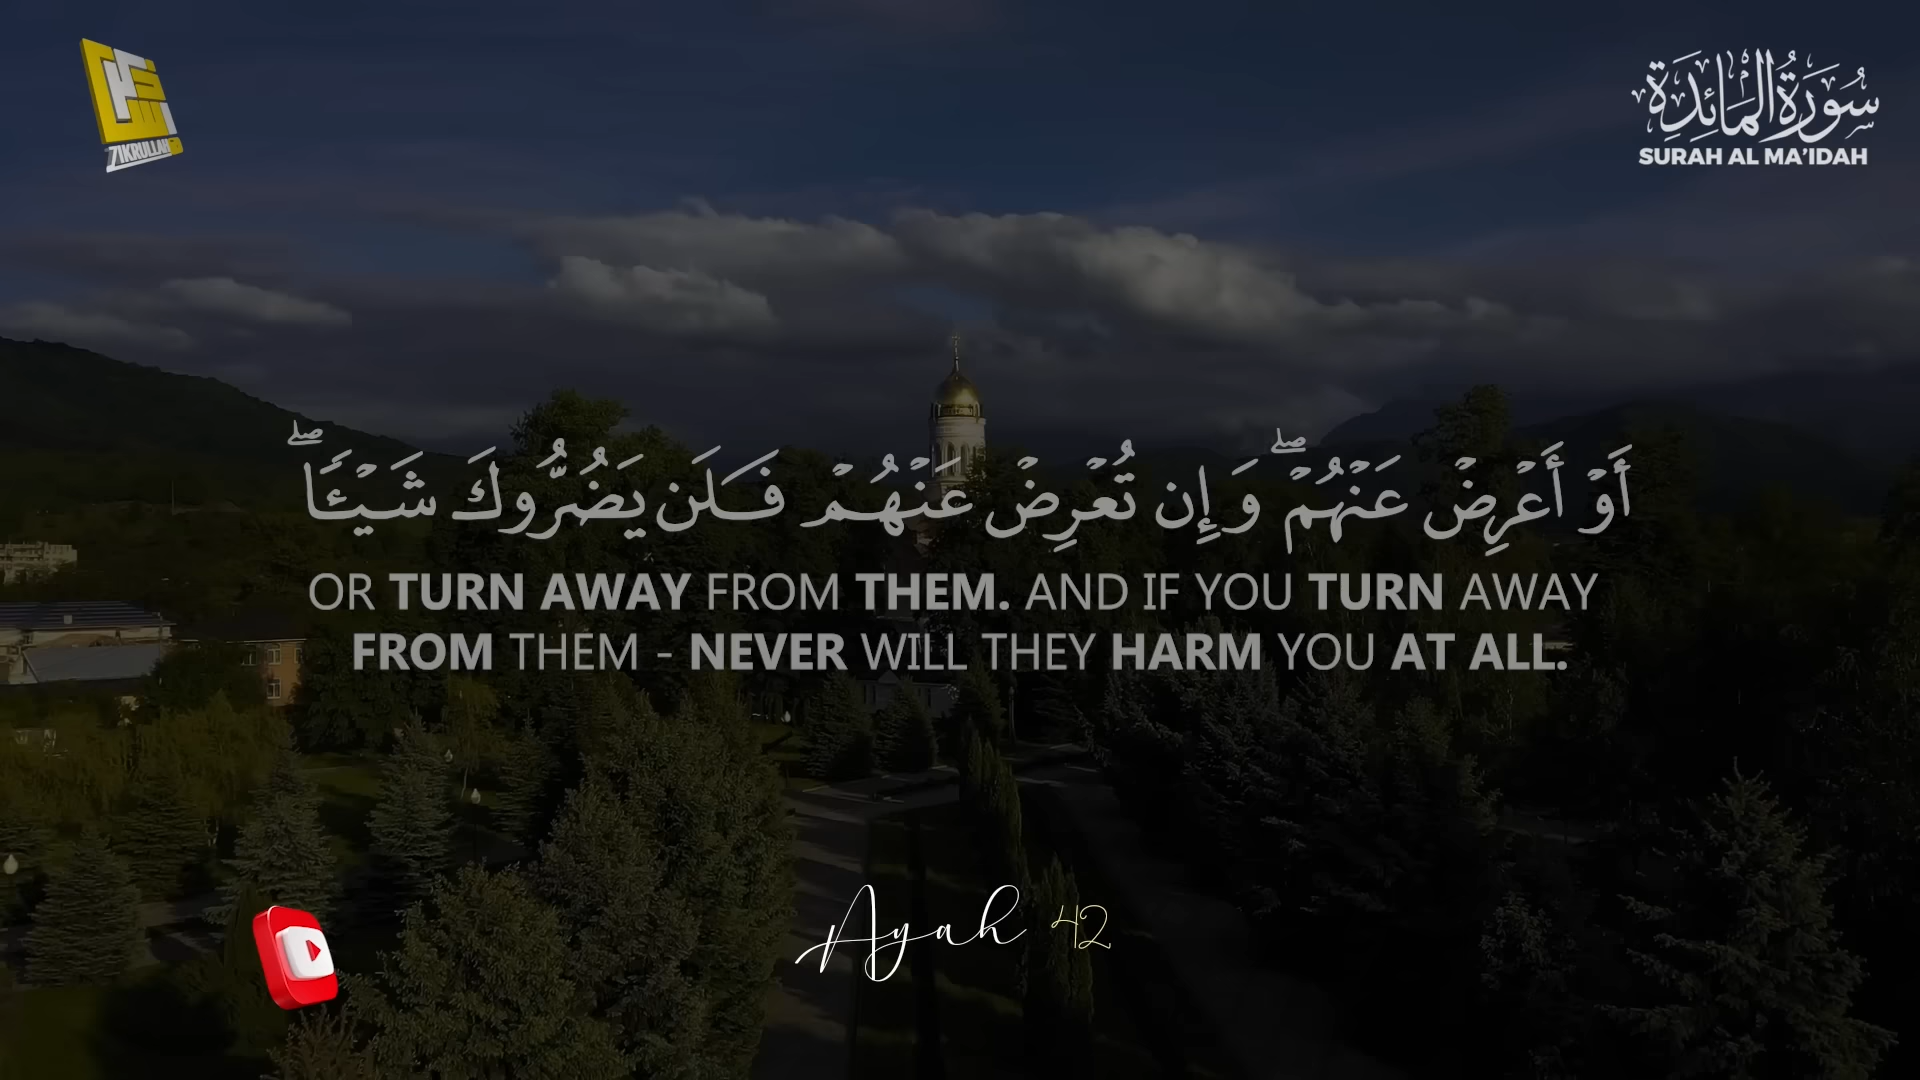 ZIKRULLAH
سُورَةُ المَائِدَةِ
SURAH AL MA'IDAH
أَوۡ أَعۡرِضۡ عَنۡهُمۡۖ وَإِن تُعۡرِضۡ عَنۡهُمۡ فَلَن يَضُرُّوكَ شَيۡـًٔاۖ
OR TURN AWAY FROM THEM. AND IF YOU TURN AWAY
FROM THEM - NEVER WILL THEY HARM YOU AT ALL.
Ayah 42